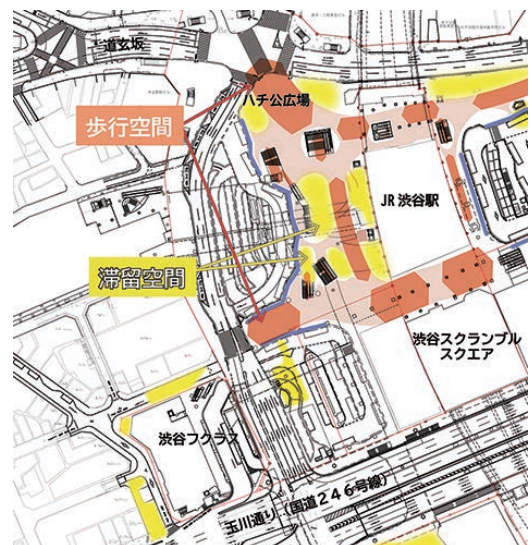 道玄坂
ハチ公広場
歩行空間
JR 渋谷駅
滞留空間
渋谷スクランブル
スクエア
渋谷フクラス
玉川通り（国道246号線）